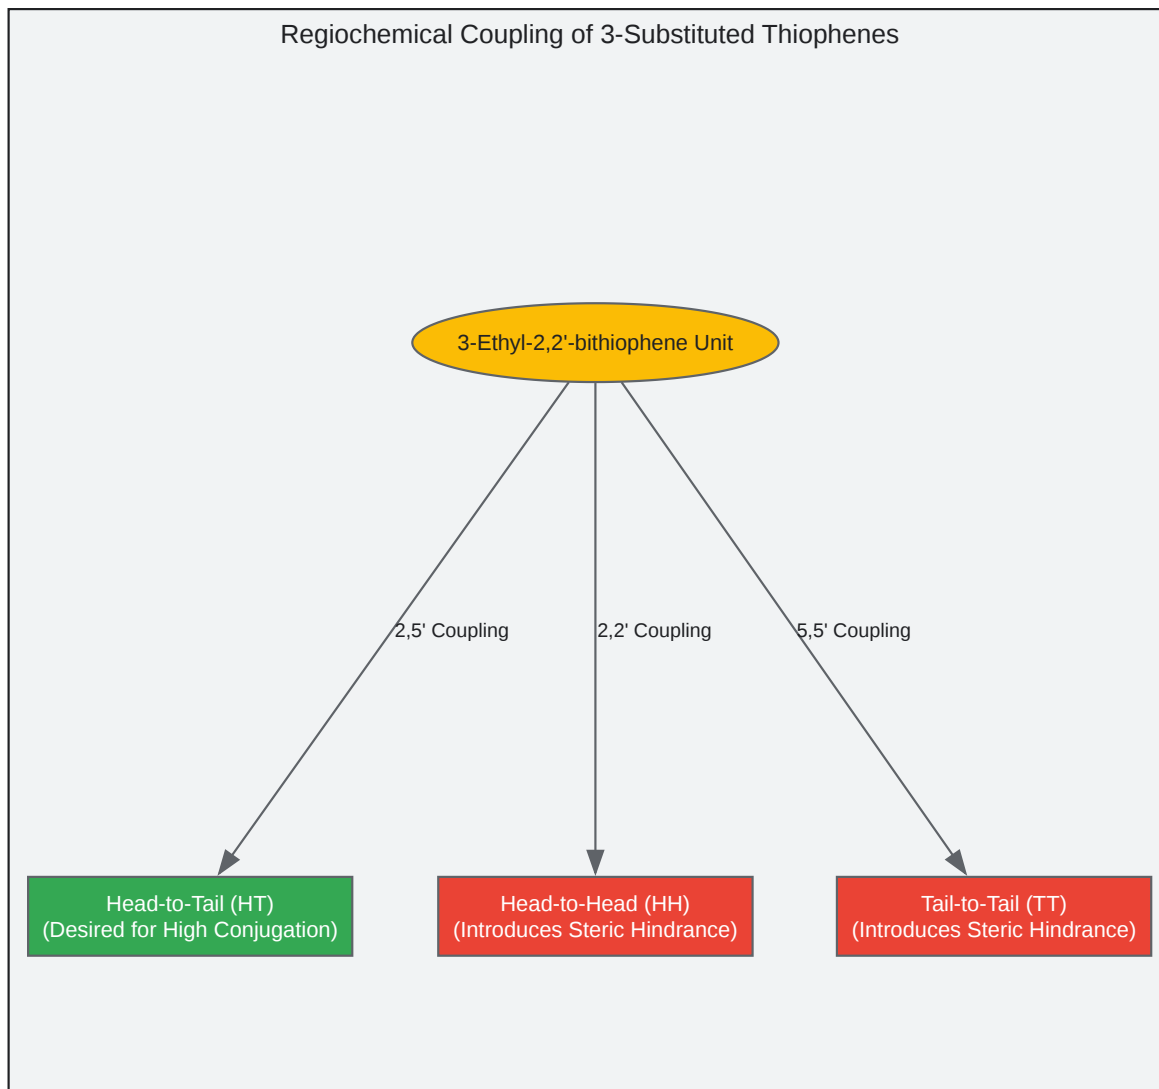 Regiochemical Coupling of 3-Substituted Thiophenes
3-Ethyl-2,2'-bithiophene Unit
2,5' Coupling
2,2' Coupling
5,5' Coupling
Head-to-Tail (HT)
(Desired for High Conjugation)
Head-to-Head (HH)
(Introduces Steric Hindrance)
Tail-to-Tail (TT)
(Introduces Steric Hindrance)